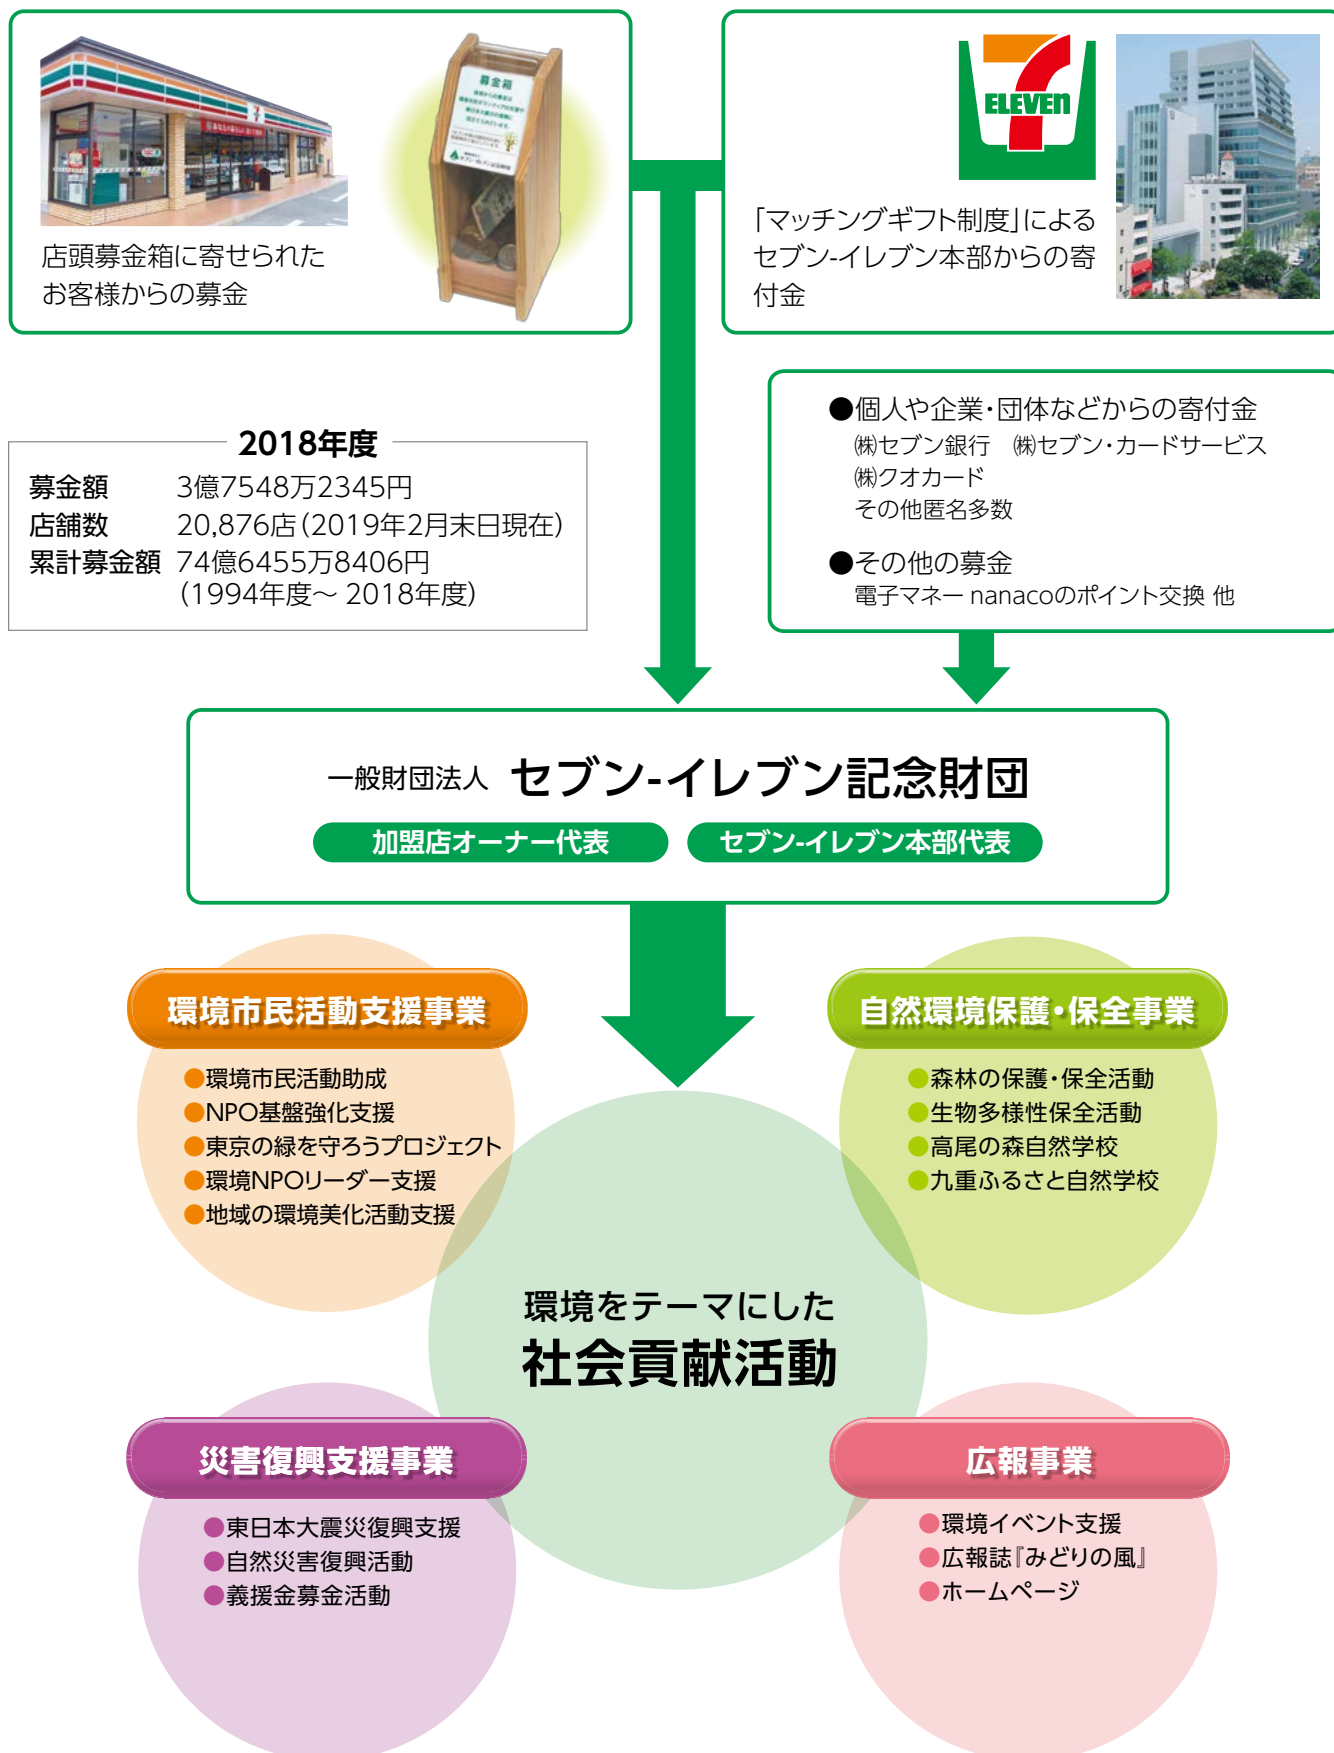 募金箱
ELEVEN
店頭募金箱に寄せられた
お客様からの募金
「マッチングギフト制度」による
セブン-イレブン本部からの寄
付金
2018年度
募金額 3億7548万2345円
店舗数 20,876店（2019年2月末日現在）
累計募金額 74億6455万8406円
（1994年度～2018年度）
●個人や企業・団体などからの寄付金
㈱セブン銀行 ㈱セブン・カードサービス
㈱クオカード
その他匿名多数
●その他の募金
電子マネー nanacoのポイント交換 他
一般財団法人 セブン-イレブン記念財団
加盟店オーナー代表 セブン-イレブン本部代表
環境市民活動支援事業
●環境市民活動助成
●NPO基盤強化支援
●東京の緑を守ろうプロジェクト
●環境NPOリーダー支援
●地域の環境美化活動支援
自然環境保護・保全事業
●森林の保護・保全活動
●生物多様性保全活動
●高尾の森自然学校
●九重ふるさと自然学校
環境をテーマにした
社会貢献活動
災害復興支援事業
●東日本大震災復興支援
●自然災害復興活動
●義援金募金活動
広報事業
●環境イベント支援
●広報誌『みどりの風』
●ホームページ